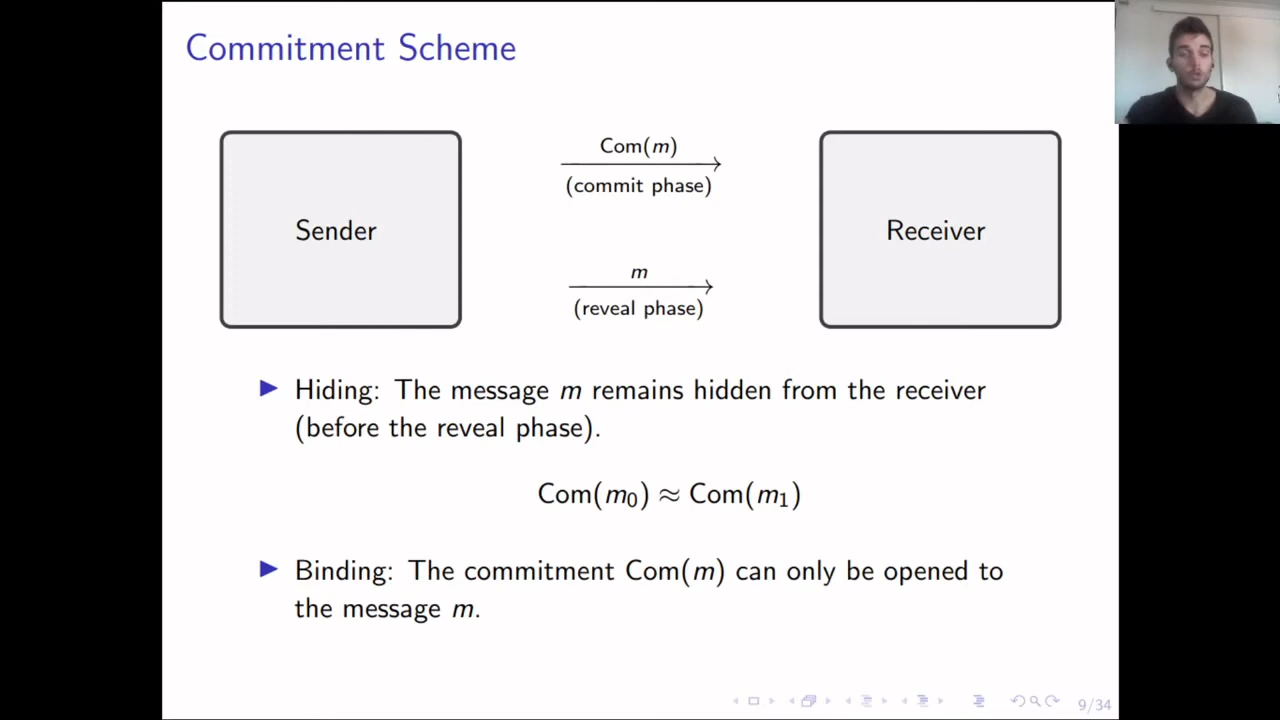 Commitment Scheme
Sender
Com(m)
(commit phase)
m
(reveal phase)
Receiver
▶ Hiding: The message m remains hidden from the receiver
(before the reveal phase).
Com(m₀) ≈ Com(m₁)
▶ Binding: The commitment Com(m) can only be opened to
the message m.
9/34